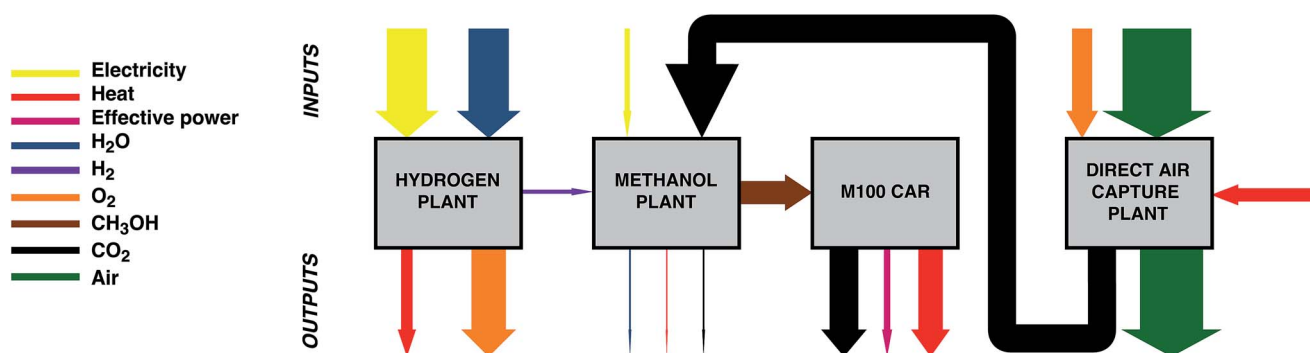 Electricity
Heat
Effective power
H₂O
H₂
O₂
CH₃OH
CO₂
Air
INPUTS
OUTPUTS
HYDROGEN
PLANT
METHANOL
PLANT
M100 CAR
DIRECT AIR
CAPTURE
PLANT